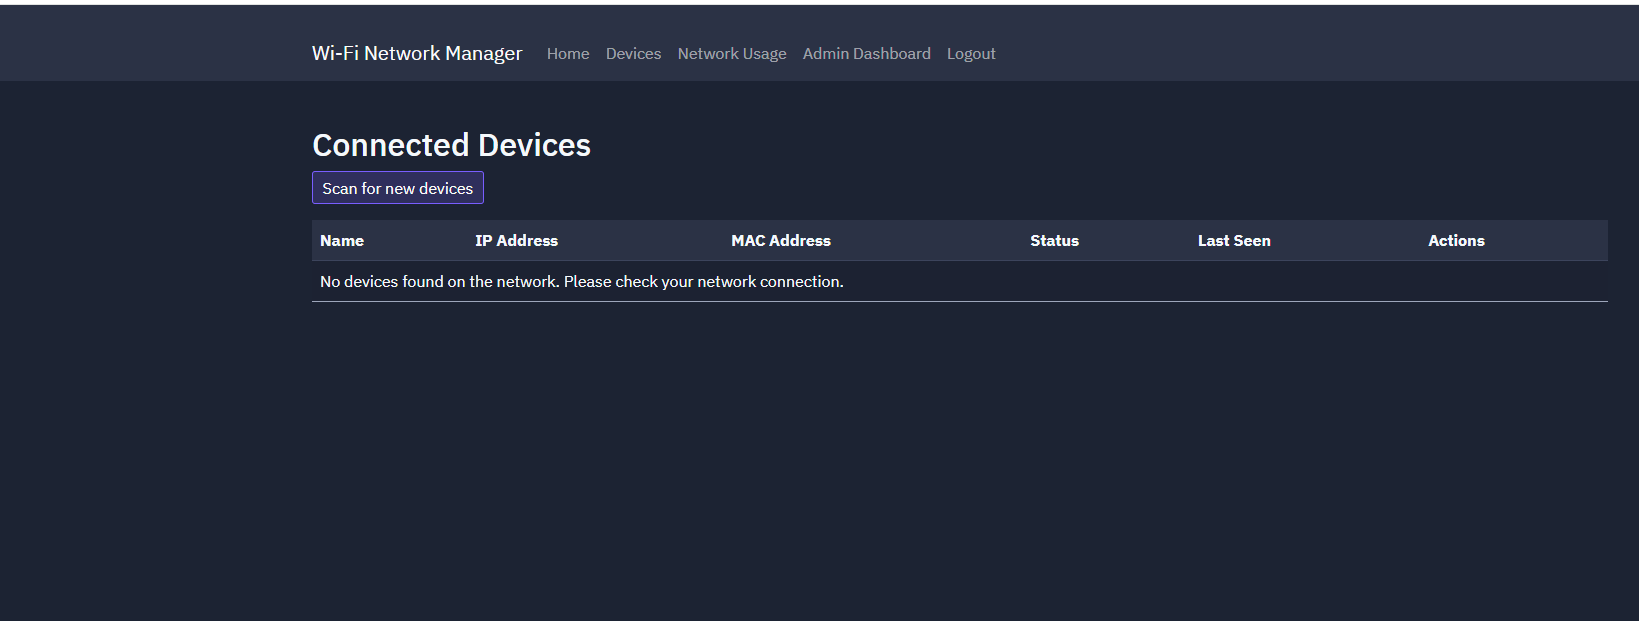 Wi-Fi Network Manager Home Devices Network Usage Admin Dashboard Logout
Connected Devices
Scan for new devices
Name IP Address MAC Address Status Last Seen Actions
No devices found on the network. Please check your network connection.